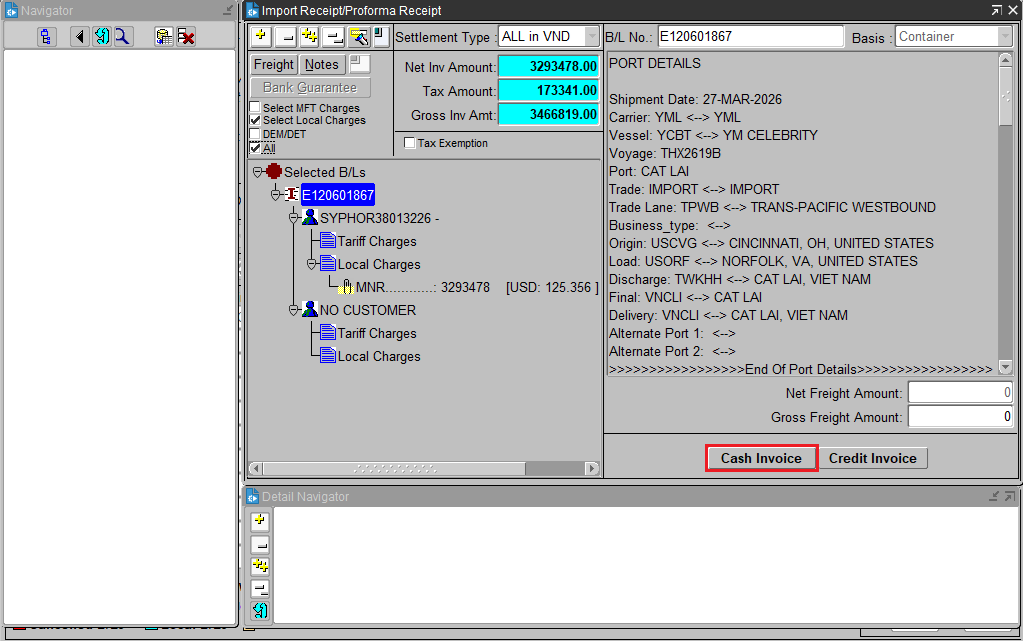 Navigator
Import Receipt/Proforma Receipt
Settlement Type : ALL in VND
B/L No.: E120601867
Basis : Container
Freight Notes
Bank Guarantee
Select MFT Charges
Select Local Charges
DEM/DET
All
Net Inv Amount: 3293478.00
Tax Amount: 173341.00
Gross Inv Amt: 3466819.00
Tax Exemption
Selected B/Ls
E120601867
SYPHOR38013226 -
Tariff Charges
Local Charges
MNR............: 3293478 [USD: 125.356 ]
NO CUSTOMER
Tariff Charges
Local Charges
PORT DETAILS
Shipment Date: 27-MAR-2026
Carrier: YML <--> YML
Vessel: YCBT <--> YM CELEBRITY
Voyage: THX2619B
Port: CAT LAI
Trade: IMPORT <--> IMPORT
Trade Lane: TPWB <--> TRANS-PACIFIC WESTBOUND
Business_type: <-->
Origin: USCVG <--> CINCINNATI, OH, UNITED STATES
Load: USORF <--> NORFOLK, VA, UNITED STATES
Discharge: TWKHH <--> CAT LAI, VIET NAM
Final: VNCLI <--> CAT LAI
Delivery: VNCLI <--> CAT LAI, VIET NAM
Alternate Port 1: <-->
Alternate Port 2: <-->
>>>>>>>>>>>>>>>>>End Of Port Details>>>>>>>>>>>>>>>>>
Net Freight Amount: 0
Gross Freight Amount: 0
Cash Invoice Credit Invoice
Detail Navigator